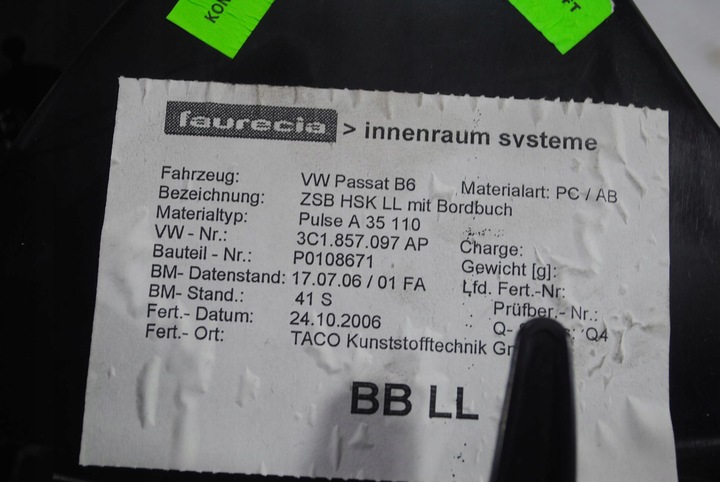 faurecia > innenraum systeme
Fahrzeug: VW Passat B6 Materialart: PC / AB
Bezeichnung: ZSB HSK LL mit Bordbuch
Materialtyp: Pulse A 35 110
VW - Nr.: 3C1.857.097 AP Charge:
Bauteil - Nr.: P0108671 Gewicht [g]:
BM- Datenstand: 17.07.06 / 01 FA Lfd. Fert.-Nr:
BM- Stand.: 41 S Prüfber.- Nr.:
Fert.- Datum: 24.10.2006 Q- Q4
Fert.- Ort: TACO Kunststofftechnik
BB LL